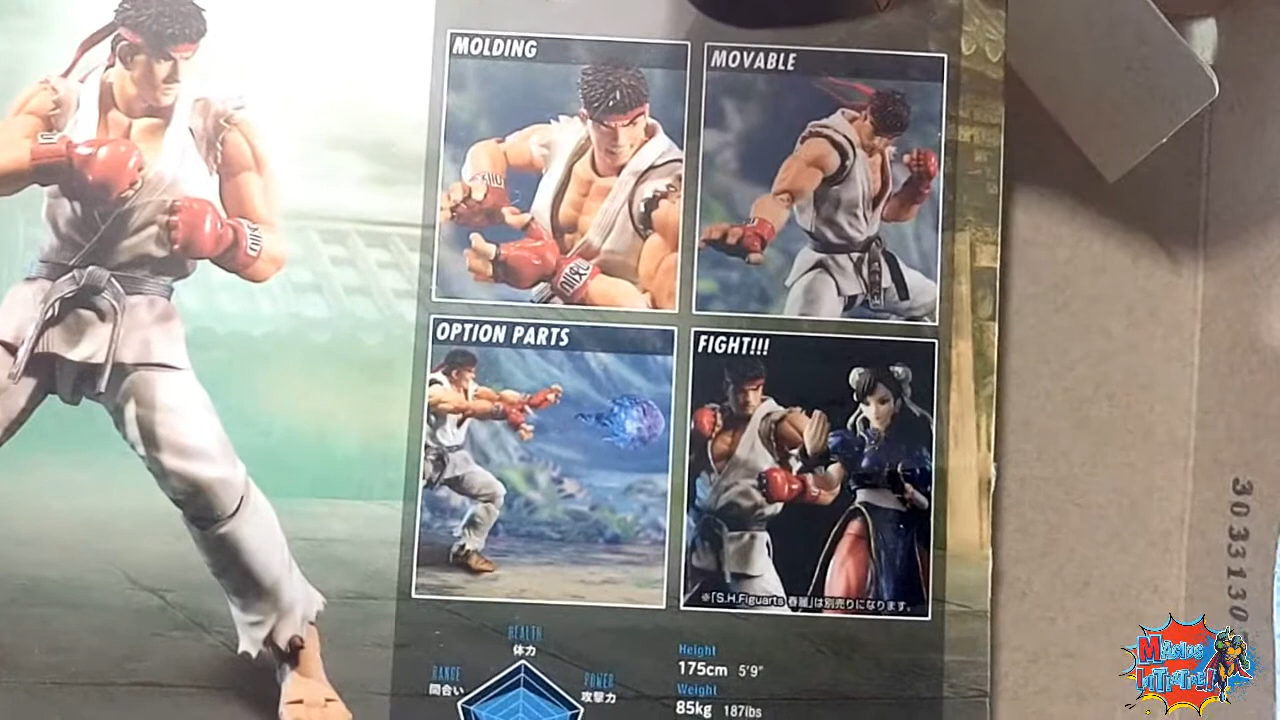 MOLDING
MOVABLE
OPTION PARTS
FIGHT!!!
※「S.H.Figuarts 春麗」は別売りになります。
HEALTH
体力
RANGE
間合い
POWER
攻撃力
Height
175cm 5'9"
Weight
85kg 187lbs
3033130